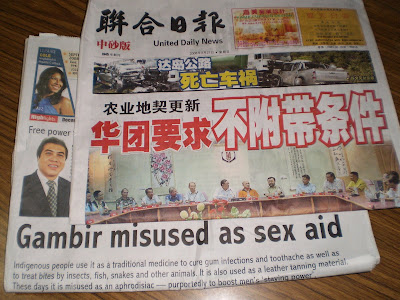 聯合日報
中砂版
United Daily News
达岛公路
死亡车祸
农业地契更新
华团要求不附带条件
Free power
Gambir misused as sex aid
Indigenous people use it as a traditional medicine to cure gum infections and toothache as well as
to treat bites by insects, fish, snakes and other animals. It is also used as a leather tanning material.
These days it is misused as an aphrodisiac — purportedly to boost men's 'staying power'